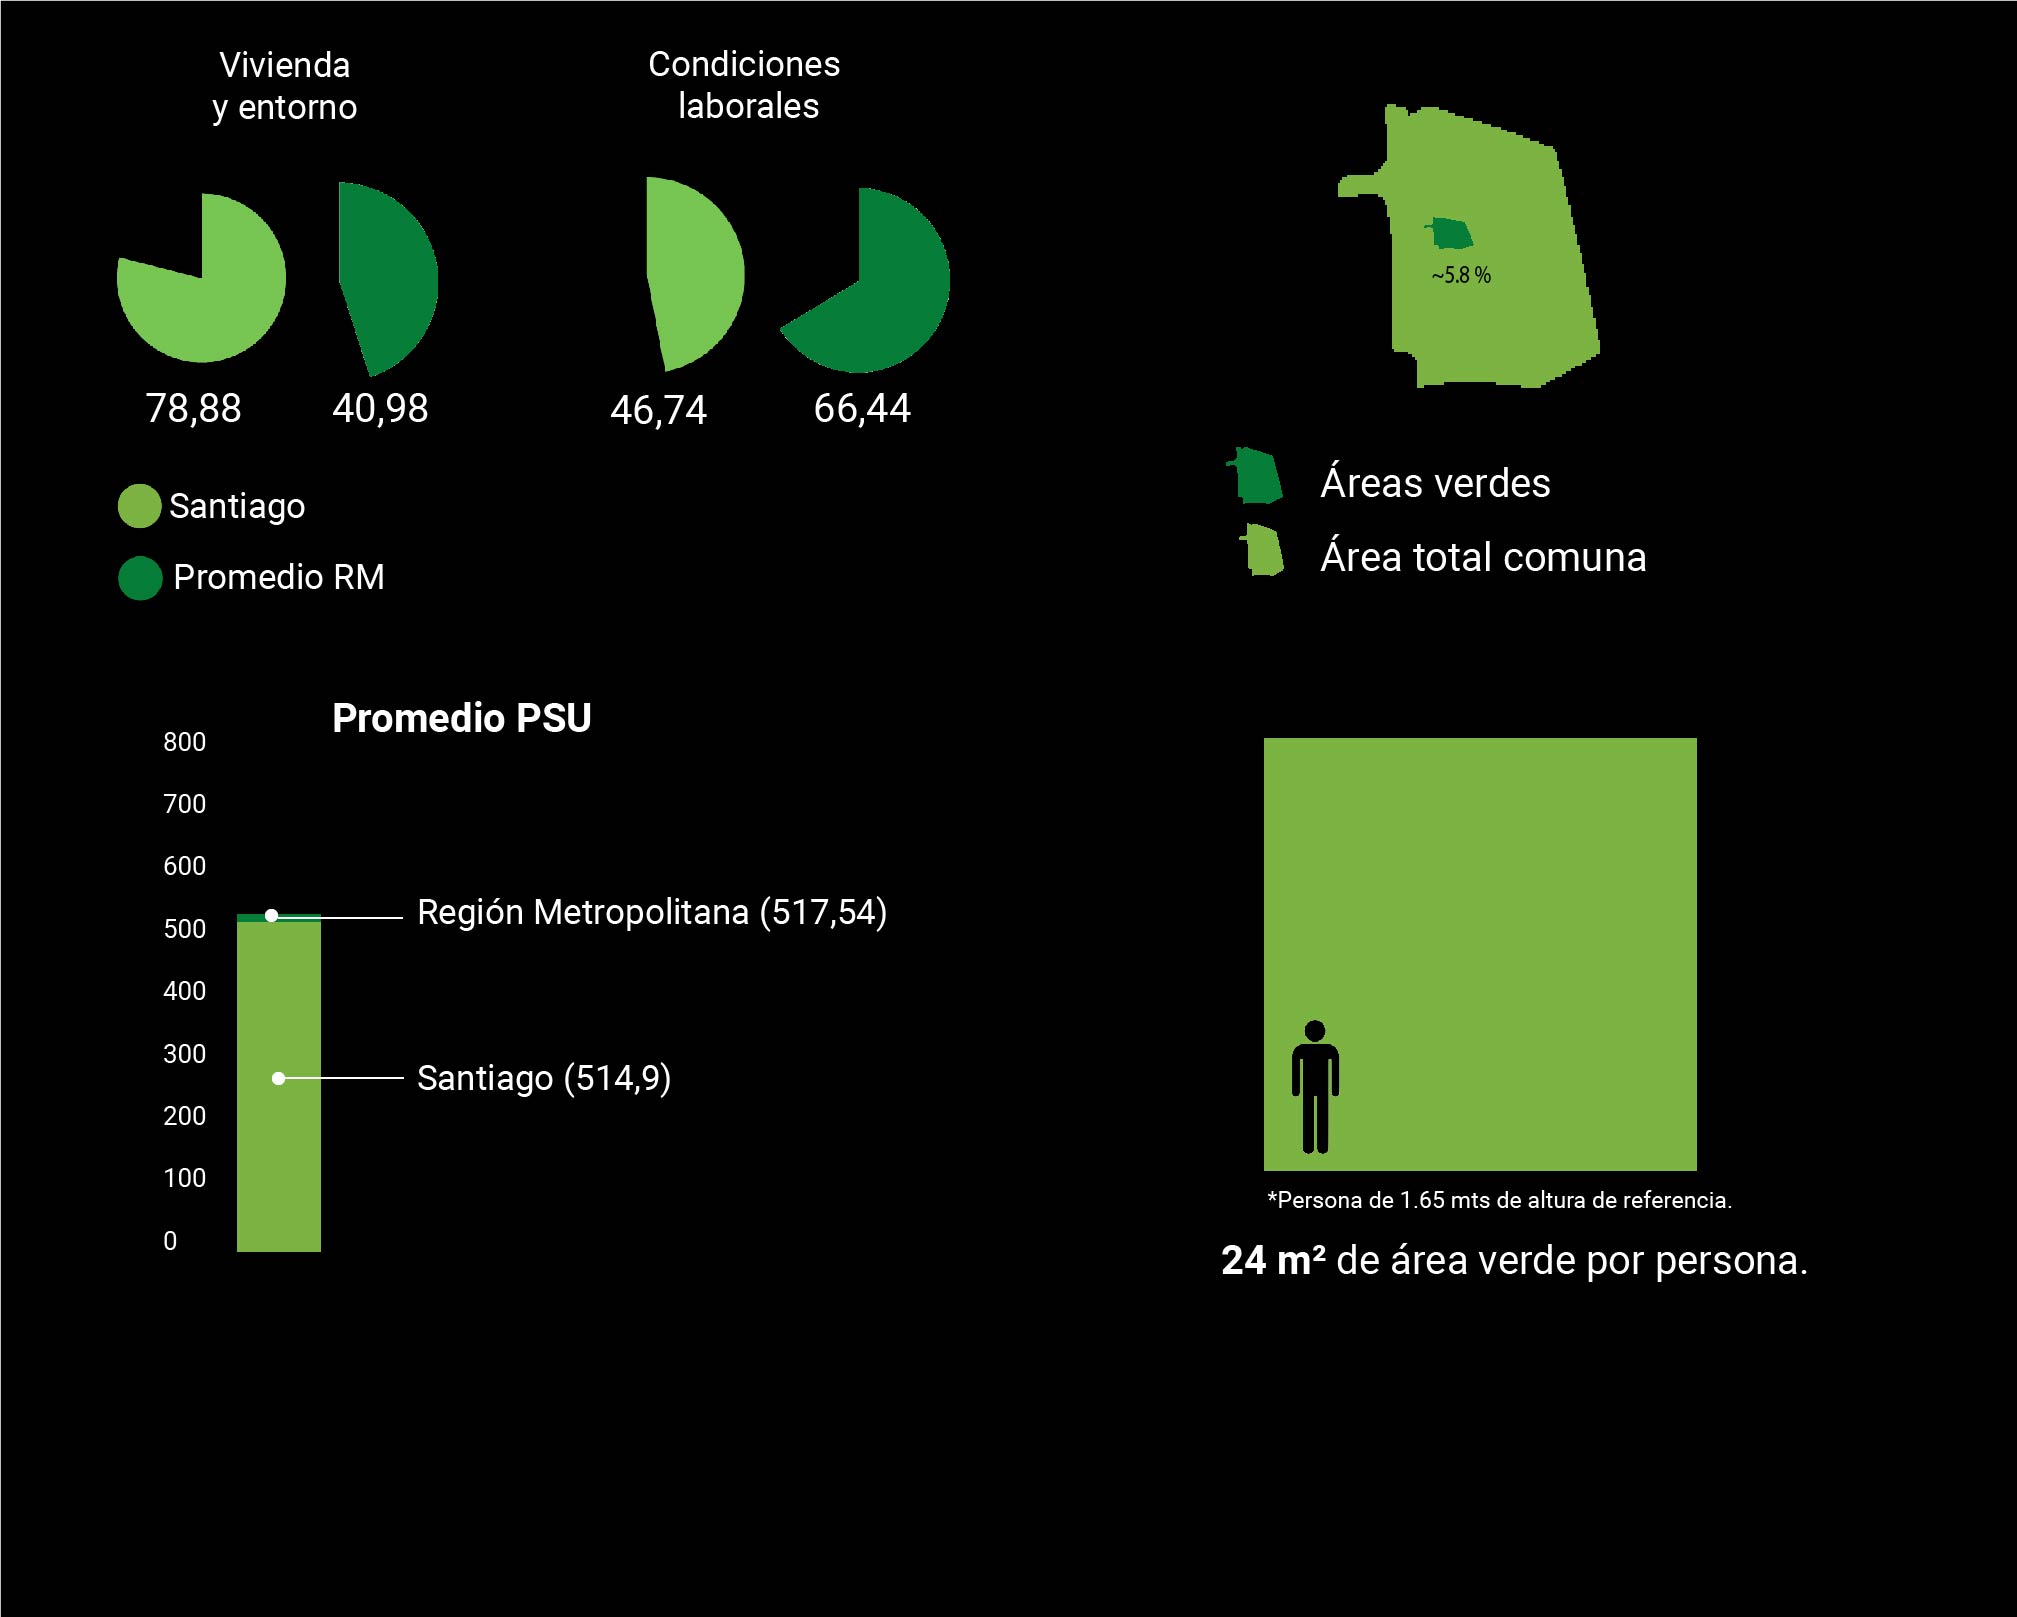 Vivienda
y entorno
Condiciones
laborales
78,88
40,98
46,74
66,44
Santiago
Promedio RM
~5.8 %
Áreas verdes
Área total comuna
Promedio PSU
800
700
600
500
400
300
200
100
0
Región Metropolitana (517,54)
Santiago (514,9)
*Persona de 1.65 mts de altura de referencia.
24 m² de área verde por persona.